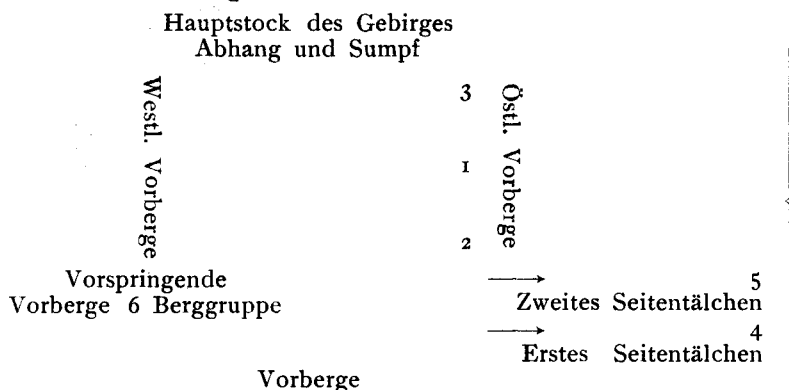 Hauptstock des Gebirges
Abhang und Sumpf
Westl. Vorberge
3
1
2
Östl. Vorberge
Vorspringende
Vorberge 6 Berggruppe
5
Zweites Seitentälchen
4
Erstes Seitentälchen
Vorberge